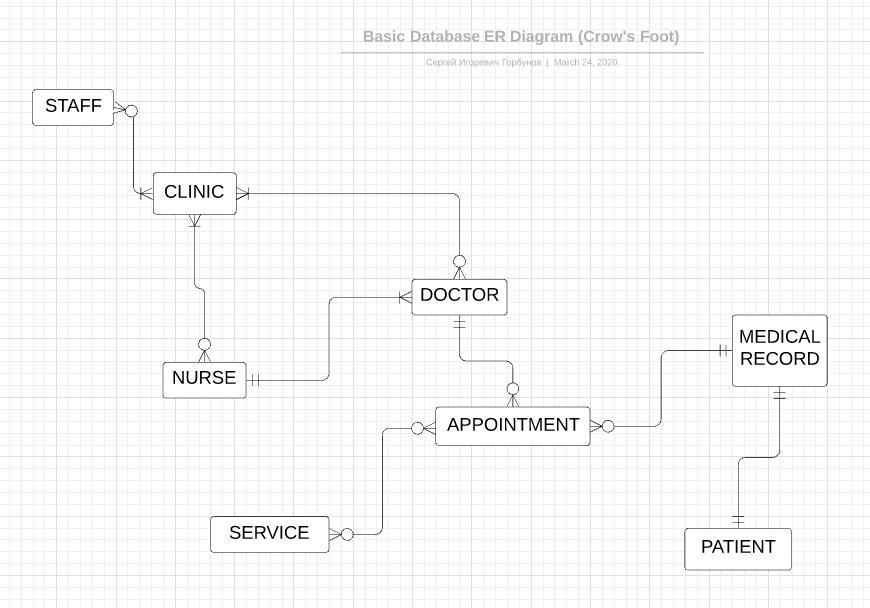 Basic Database ER Diagram (Crow's Foot)
Сергей Игоревич Горбунов | March 24, 2020
STAFF
CLINIC
DOCTOR
MEDICAL
RECORD
NURSE
APPOINTMENT
SERVICE
PATIENT